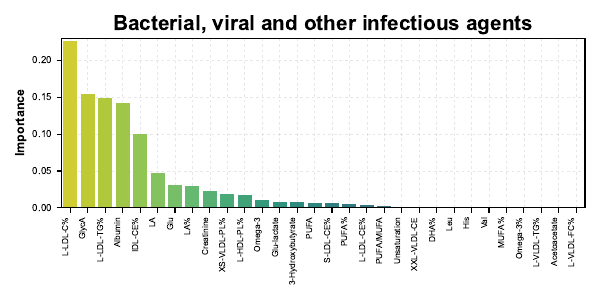 Bacterial, viral and other infectious agents
Importance
0.20
0.15
0.10
0.05
0.00
L-LDL-C%
GlycA
L-LDL-TG%
Albumin
IDL-CE%
LA
Glu
LA%
Creatinine
XS-VLDL-PL%
L-HDL-PL%
Omega-3
Glu-lactate
3-Hydroxybutyrate
PUFA
S-LDL-CE%
PUFA%
L-LDL-CE%
PUFA/MUFA
Unsaturation
XXL-VLDL-CE
DHA%
Leu
His
Val
MUFA%
Omega-3%
L-VLDL-TG%
Acetoacetate
L-VLDL-FC%